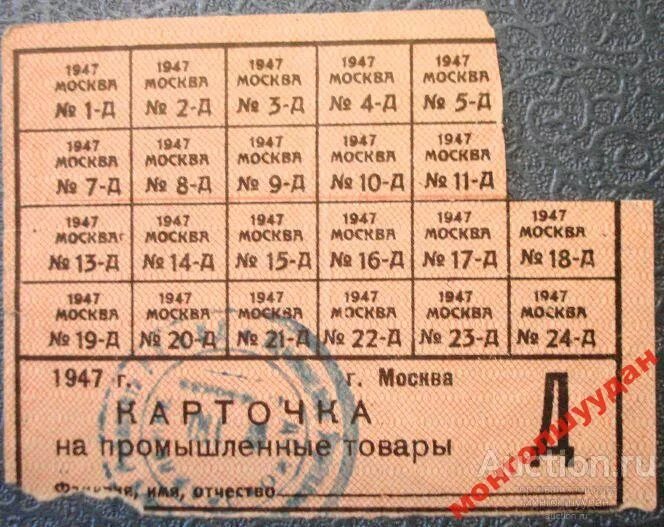 1947 МОСКВА № 1-Д
1947 МОСКВА № 2-Д
1947 МОСКВА № 3-Д
1947 МОСКВА № 4-Д
1947 МОСКВА № 5-Д
1947 МОСКВА № 7-Д
1947 МОСКВА № 8-Д
1947 МОСКВА № 9-Д
1947 МОСКВА № 10-Д
1947 МОСКВА № 11-Д
1947 МОСКВА № 13-Д
1947 МОСКВА № 14-Д
1947 МОСКВА № 15-Д
1947 МОСКВА № 16-Д
1947 МОСКВА № 17-Д
1947 МОСКВА № 18-Д
1947 МОСКВА № 19-Д
1947 МОСКВА № 20-Д
1947 МОСКВА № 21-Д
1947 МОСКВА № 22-Д
1947 МОСКВА № 23-Д
1947 МОСКВА № 24-Д
1947 г. г. Москва
КАРТОЧКА
на промышленные товары
Д
Фамилия, имя, отчество
монголшуудан
Auction.ru